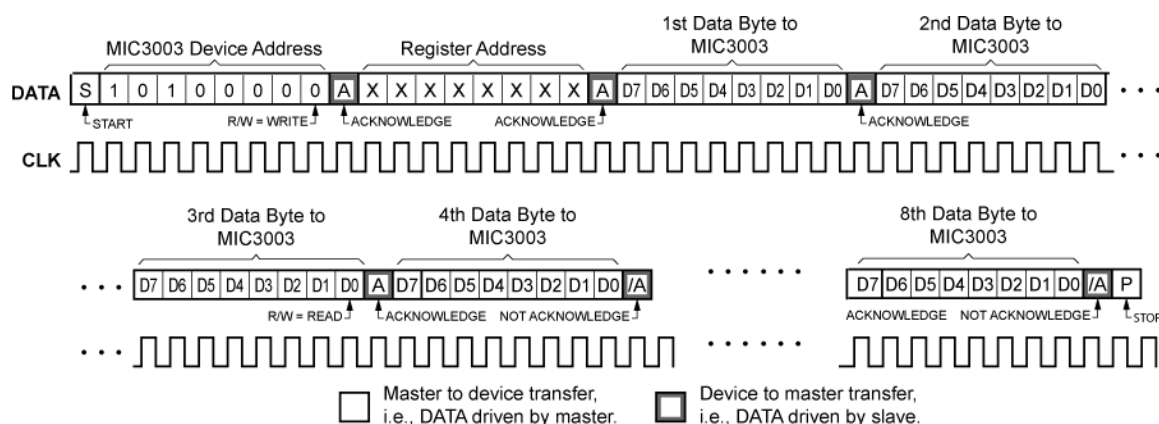 1st Data Byte to
MIC3003
2nd Data Byte to
MIC3003
MIC3003 Device Address
Register Address
DATA S 1 0 1 0 0 0 0 0 A X X X X X X X X A D7 D6 D5 D4 D3 D2 D1 D0 A D7 D6 D5 D4 D3 D2 D1 D0 • • •
START R/W = WRITE ACKNOWLEDGE ACKNOWLEDGE ACKNOWLEDGE
CLK • • •
3rd Data Byte to
MIC3003
4th Data Byte to
MIC3003
8th Data Byte to
MIC3003
• • • D7 D6 D5 D4 D3 D2 D1 D0 A D7 D6 D5 D4 D3 D2 D1 D0 /A • • • • • • D7 D6 D5 D4 D3 D2 D1 D0 /A P
R/W = READ ACKNOWLEDGE NOT ACKNOWLEDGE ACKNOWLEDGE NOT ACKNOWLEDGE STOP
• • • • • • • • •
Master to device transfer,
i.e., DATA driven by master.
Device to master transfer,
i.e., DATA driven by slave.